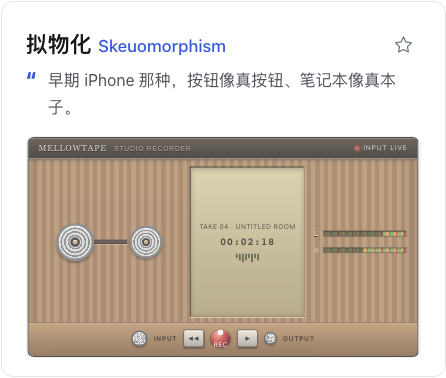 拟物化 Skeuomorphism
“ 早期 iPhone 那种，按钮像真按钮、笔记本像真本
子。
MELLOWTAPE STUDIO RECORDER
INPUT LIVE
TAKE 04 · UNTITLED ROOM
00:02:18
L
R
INPUT
REC
OUTPUT